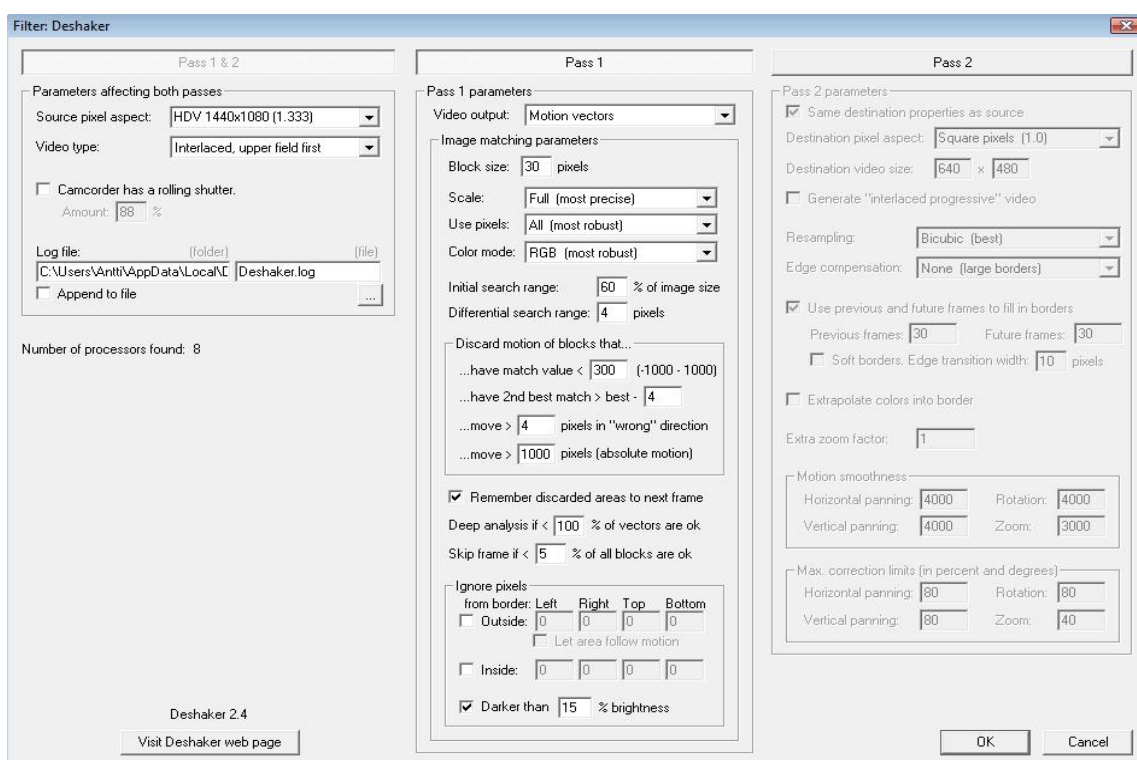 Filter: Deshaker
Pass 1 & 2
Parameters affecting both passes
Source pixel aspect: HDV 1440x1080 (1.333)
Video type: Interlaced, upper field first
Camcorder has a rolling shutter.
Amount: 88 %
Log file: (folder) (file)
C:\Users\Antti\AppData\Local\D Deshaker.log
Append to file ...
Number of processors found: 8
Deshaker 2.4
Visit Deshaker web page
Pass 1
Pass 1 parameters
Video output: Motion vectors
Image matching parameters
Block size: 30 pixels
Scale: Full (most precise)
Use pixels: All (most robust)
Color mode: RGB (most robust)
Initial search range: 60 % of image size
Differential search range: 4 pixels
Discard motion of blocks that...
...have match value < 300 (-1000 - 1000)
...have 2nd best match > best - 4
...move > 4 pixels in "wrong" direction
...move > 1000 pixels (absolute motion)
Remember discarded areas to next frame
Deep analysis if < 100 % of vectors are ok
Skip frame if < 5 % of all blocks are ok
Ignore pixels
from border: Left Right Top Bottom
Outside: 0 0 0 0
Let area follow motion
Inside: 0 0 0 0
Darker than 15 % brightness
Pass 2
Pass 2 parameters
Same destination properties as source
Destination pixel aspect: Square pixels (1.0)
Destination video size: 640 x 480
Generate "interlaced progressive" video
Resampling: Bicubic (best)
Edge compensation: None (large borders)
Use previous and future frames to fill in borders
Previous frames: 30 Future frames: 30
Soft borders. Edge transition width: 10 pixels
Extrapolate colors into border
Extra zoom factor: 1
Motion smoothness
Horizontal panning: 4000 Rotation: 4000
Vertical panning: 4000 Zoom: 3000
Max. correction limits (in percent and degrees)
Horizontal panning: 80 Rotation: 80
Vertical panning: 80 Zoom: 40
OK Cancel